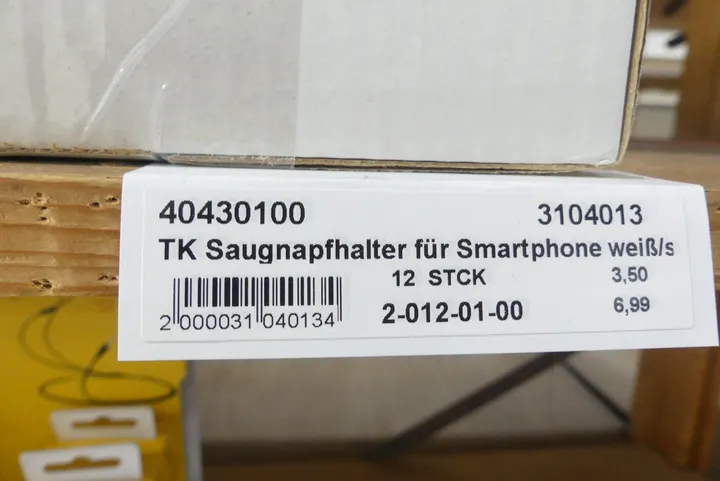 40430100 3104013
TK Saugnapfhalter für Smartphone weiß/s
12 STCK 3,50
2-012-01-00 6,99
2 000031 040134